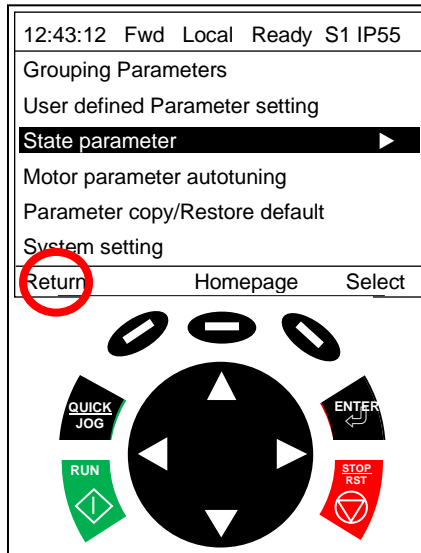 12:43:12 Fwd Local Ready S1 IP55
Grouping Parameters
User defined Parameter setting
State parameter
Motor parameter autotuning
Parameter copy/Restore default
System setting
Return Homepage Select
QUICK
JOG
ENTER
RUN
STOP
RST